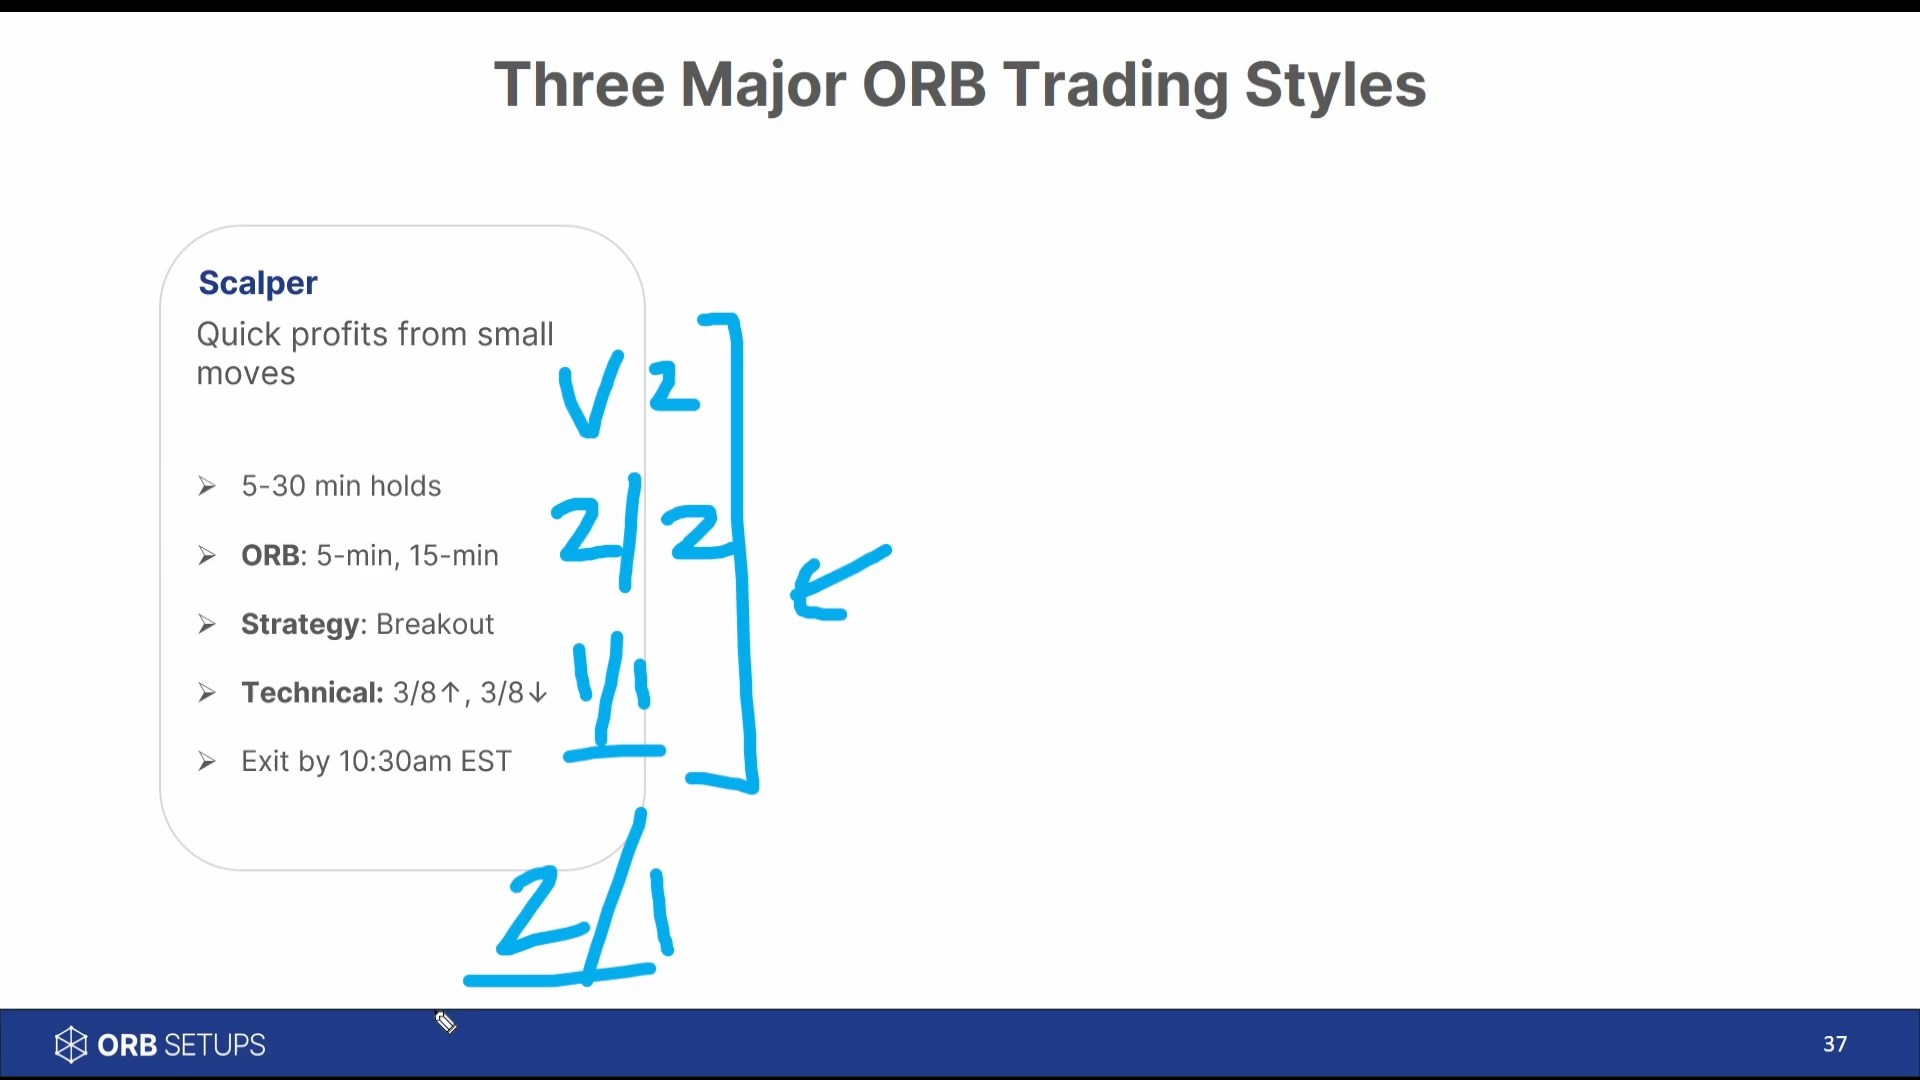 Three Major ORB Trading Styles
Scalper
Quick profits from small
moves
V 2
➢ 5-30 min holds
2/2
➢ ORB: 5-min, 15-min
➢ Strategy: Breakout
➢ Technical: 3/8↑, 3/8↓
1/1
➢ Exit by 10:30am EST
2/1
ORB SETUPS
37